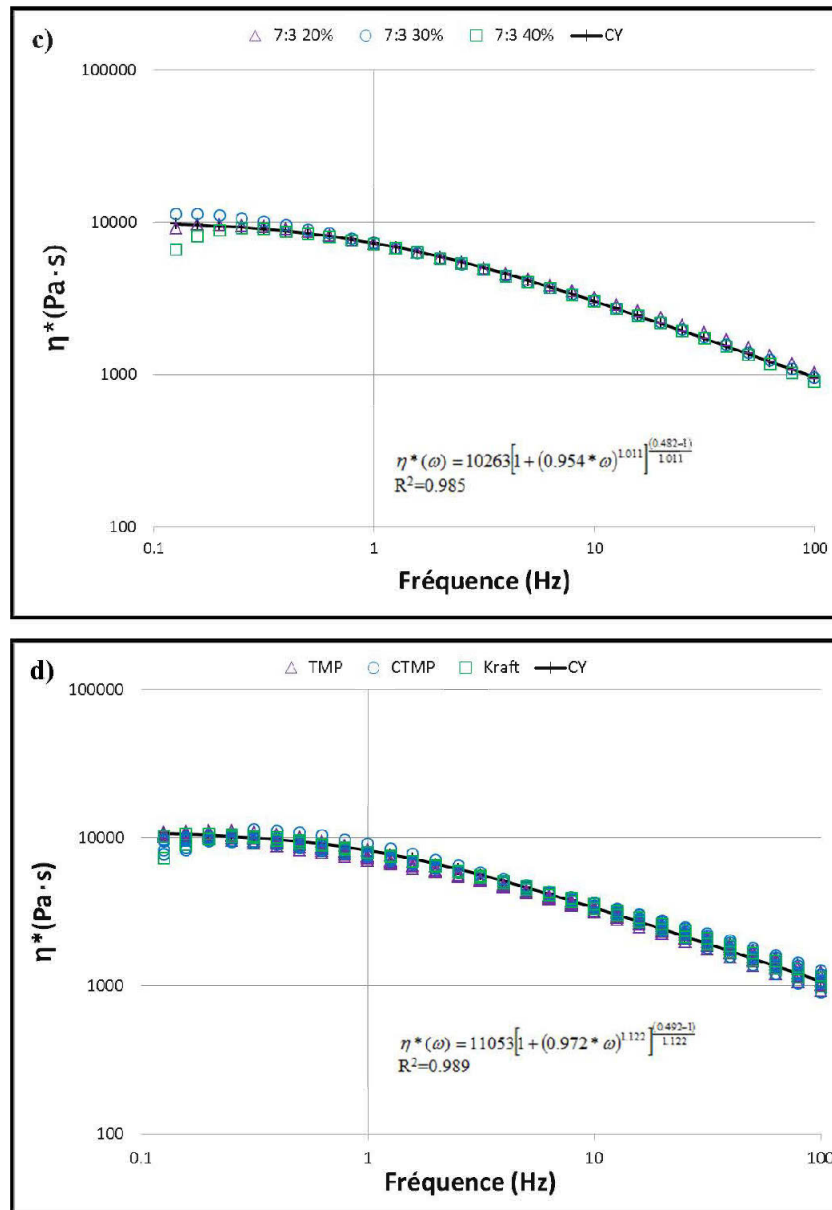 c)
7:3 20% 7:3 30% 7:3 40% CY
100000
10000
1000
100
η*(Pa·s)
η*(ω)=10263[1+(0.954*ω)^1.011]^((0.482-1)/1.011)
R²=0.985
0.1 1 10 100
Fréquence (Hz)
d)
TMP CTMP Kraft CY
100000
10000
1000
100
η*(Pa·s)
η*(ω)=11053[1+(0.972*ω)^1.122]^((0.492-1)/1.122)
R²=0.989
0.1 1 10 100
Fréquence (Hz)